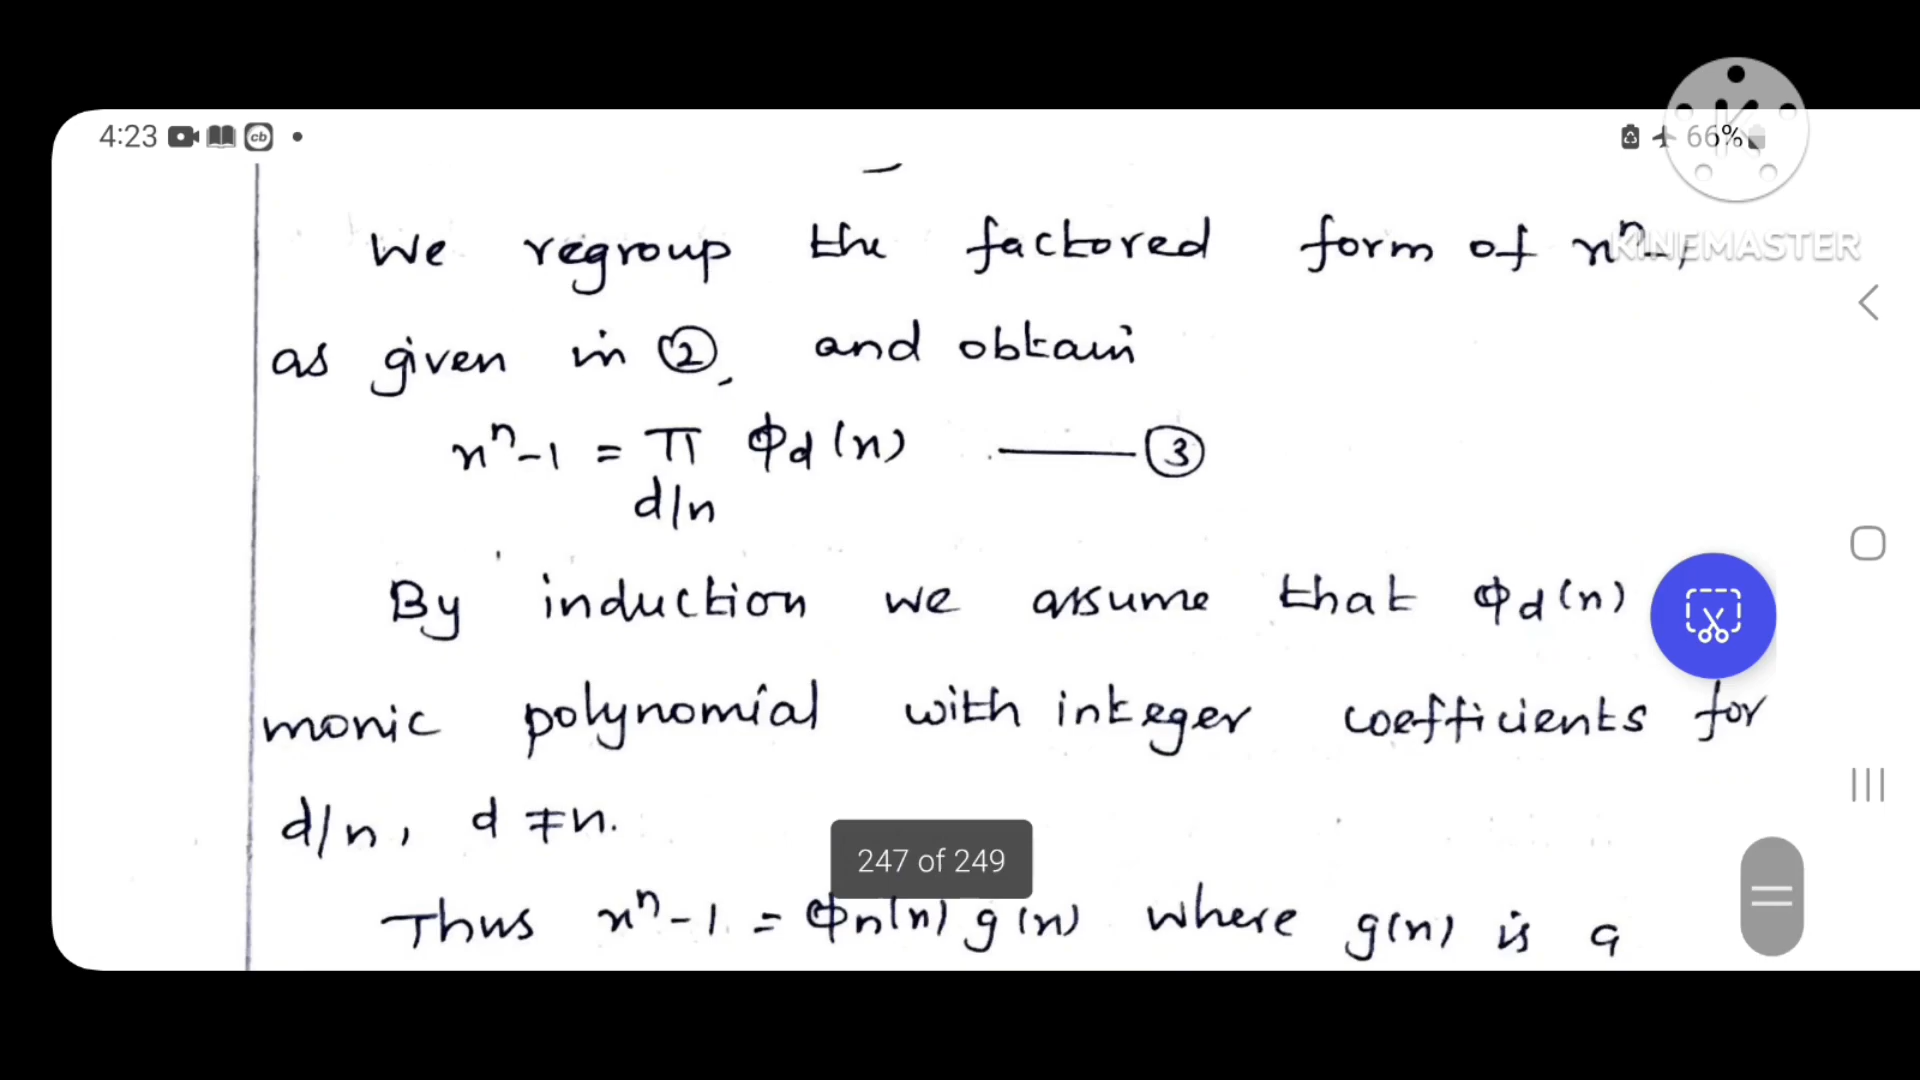 4:23
66%
KINEMASTER
We regroup the factored form of xⁿ-1
as given in ②, and obtain
xⁿ-1 = π Φd(x) ——— ③
d/n
By induction we assume that Φd(x)
monic polynomial with integer coefficients for
d/n, d ≠ n.
247 of 249
Thus xⁿ-1 = Φn(x) g(x) where g(x) is a